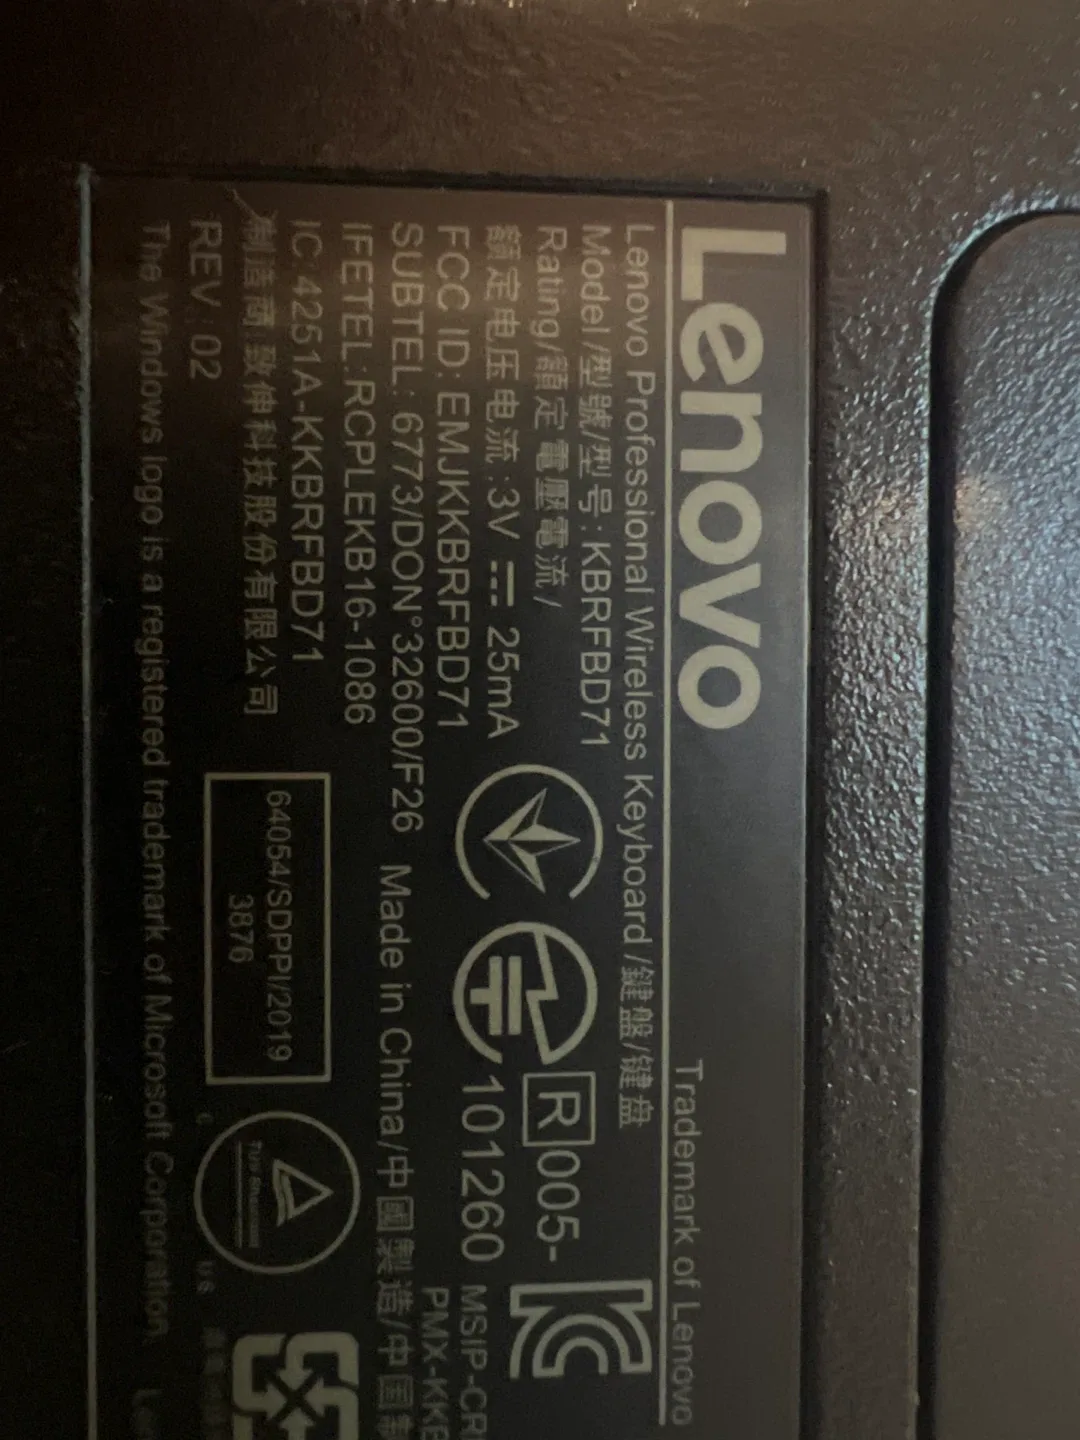 Lenovo
Trademark of Lenovo
Lenovo Professional Wireless Keyboard /鍵盤/键盘
Model /型號/型号: KBRFBD71
Rating/額定電壓電流/
額定电压电流:3V ⎓ 25mA
FCC ID: EMJKKBRFBD71
SUBTEL: 6773/DON°32600/F26
Made in China/中國製造/中国制
IFETEL:RCPLEKB16-1086
IC:4251A-KKBRFBD71
制造商:致伸科技股份有限公司
REV: 02
The Windows logo is a registered trademark of Microsoft Corporation.
R 005-
101260
MSIP-CRI
PMX-KKB
64054/SDPPI/2019
3876